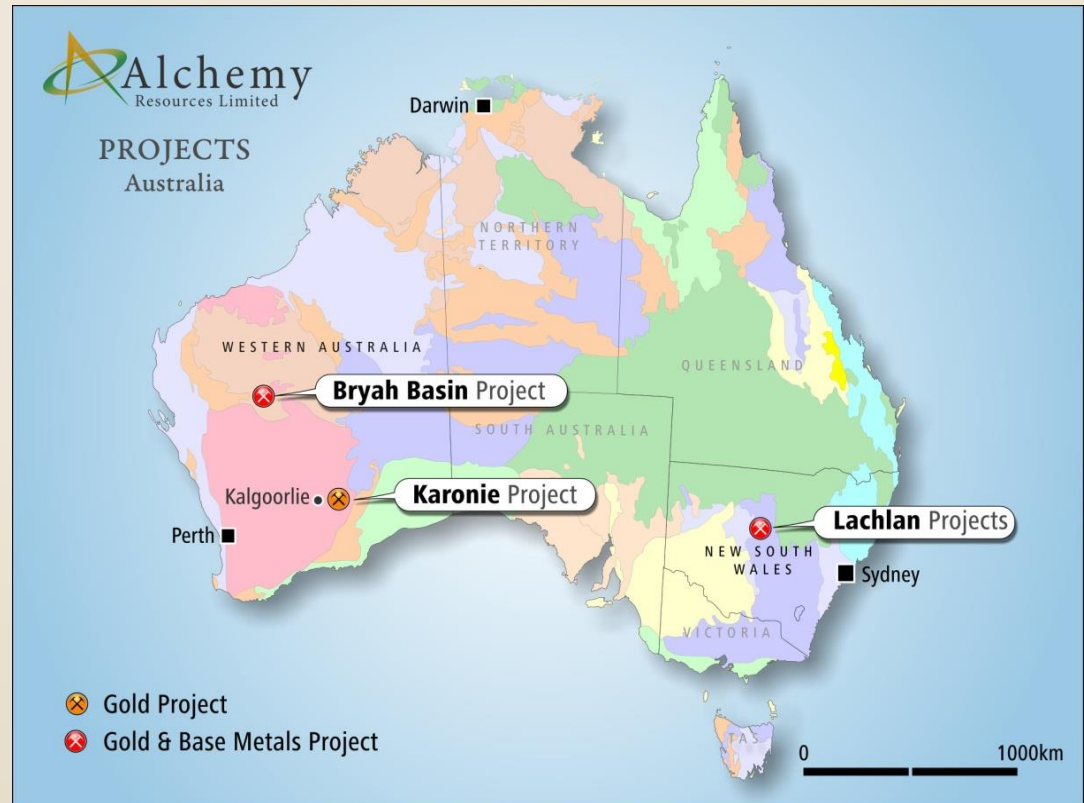 Alchemy
Resources Limited
PROJECTS
Australia
Darwin
NORTHERN
TERRITORY
WESTERN AUSTRALIA
QUEENSLAND
Bryah Basin Project
SOUTH AUSTRALIA
Kalgoorlie
Karonie Project
Perth
Lachlan Projects
NEW SOUTH
WALES
Sydney
VICTORIA
Gold Project
Gold & Base Metals Project
TAS
0 1000km